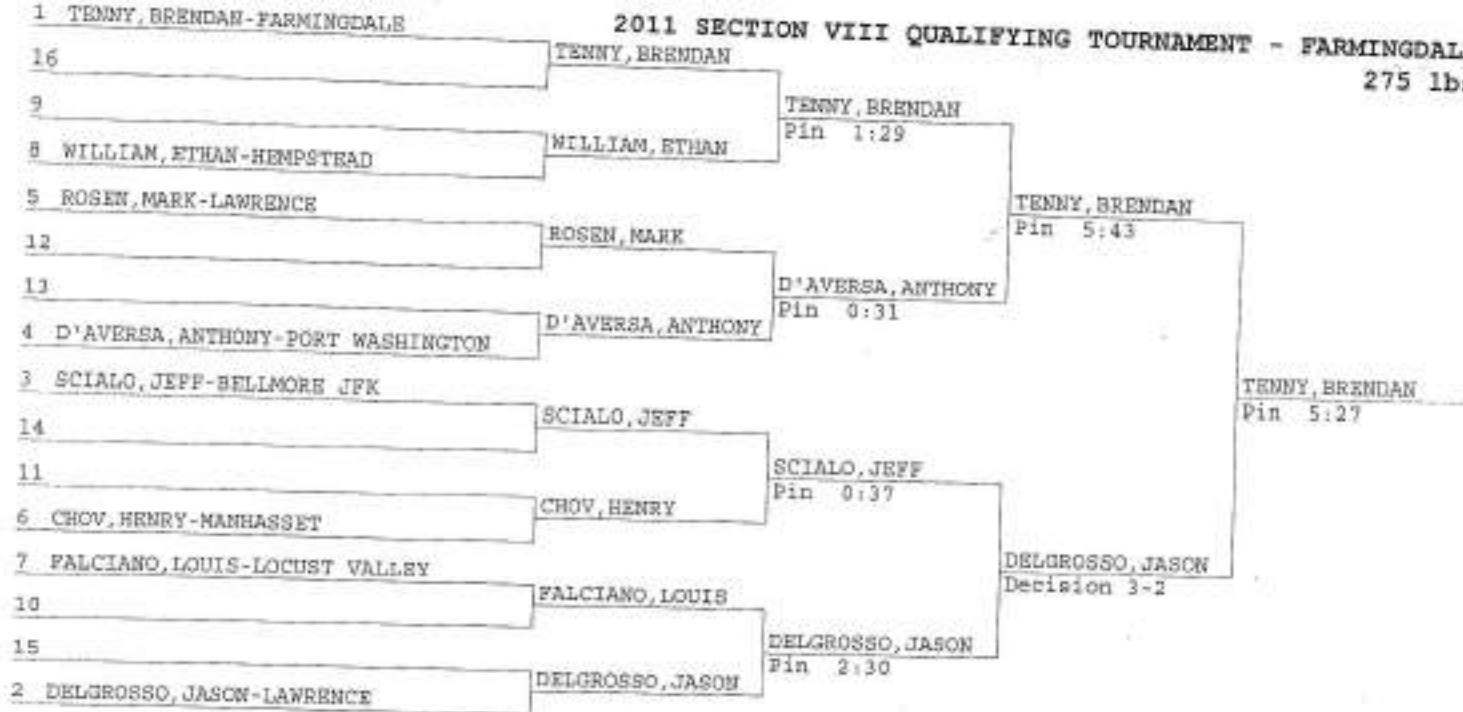 2011 SECTION VIII QUALIFYING TOURNAMENT - FARMINGDAL
275 lb
1 TENNY,BRENDAN-FARMINGDALE
16
9
8 WILLIAM,ETHAN-HEMPSTEAD
5 ROSEN,MARK-LAWRENCE
12
13
4 D'AVERSA,ANTHONY-PORT WASHINGTON
3 SCIALO,JEFF-BELLMORE JFK
14
11
6 CHOV,HENRY-MANHASSET
7 FALCIANO,LOUIS-LOCUST VALLEY
10
15
2 DELGROSSO,JASON-LAWRENCE
TENNY,BRENDAN
WILLIAM,ETHAN
ROSEN,MARK
D'AVERSA,ANTHONY
SCIALO,JEFF
CHOV,HENRY
FALCIANO,LOUIS
DELGROSSO,JASON
TENNY,BRENDAN
Pin 1:29
D'AVERSA,ANTHONY
Pin 0:31
SCIALO,JEFF
Pin 0:37
DELGROSSO,JASON
Pin 2:30
TENNY,BRENDAN
Pin 5:43
DELGROSSO,JASON
Decision 3-2
TENNY,BRENDAN
Pin 5:27